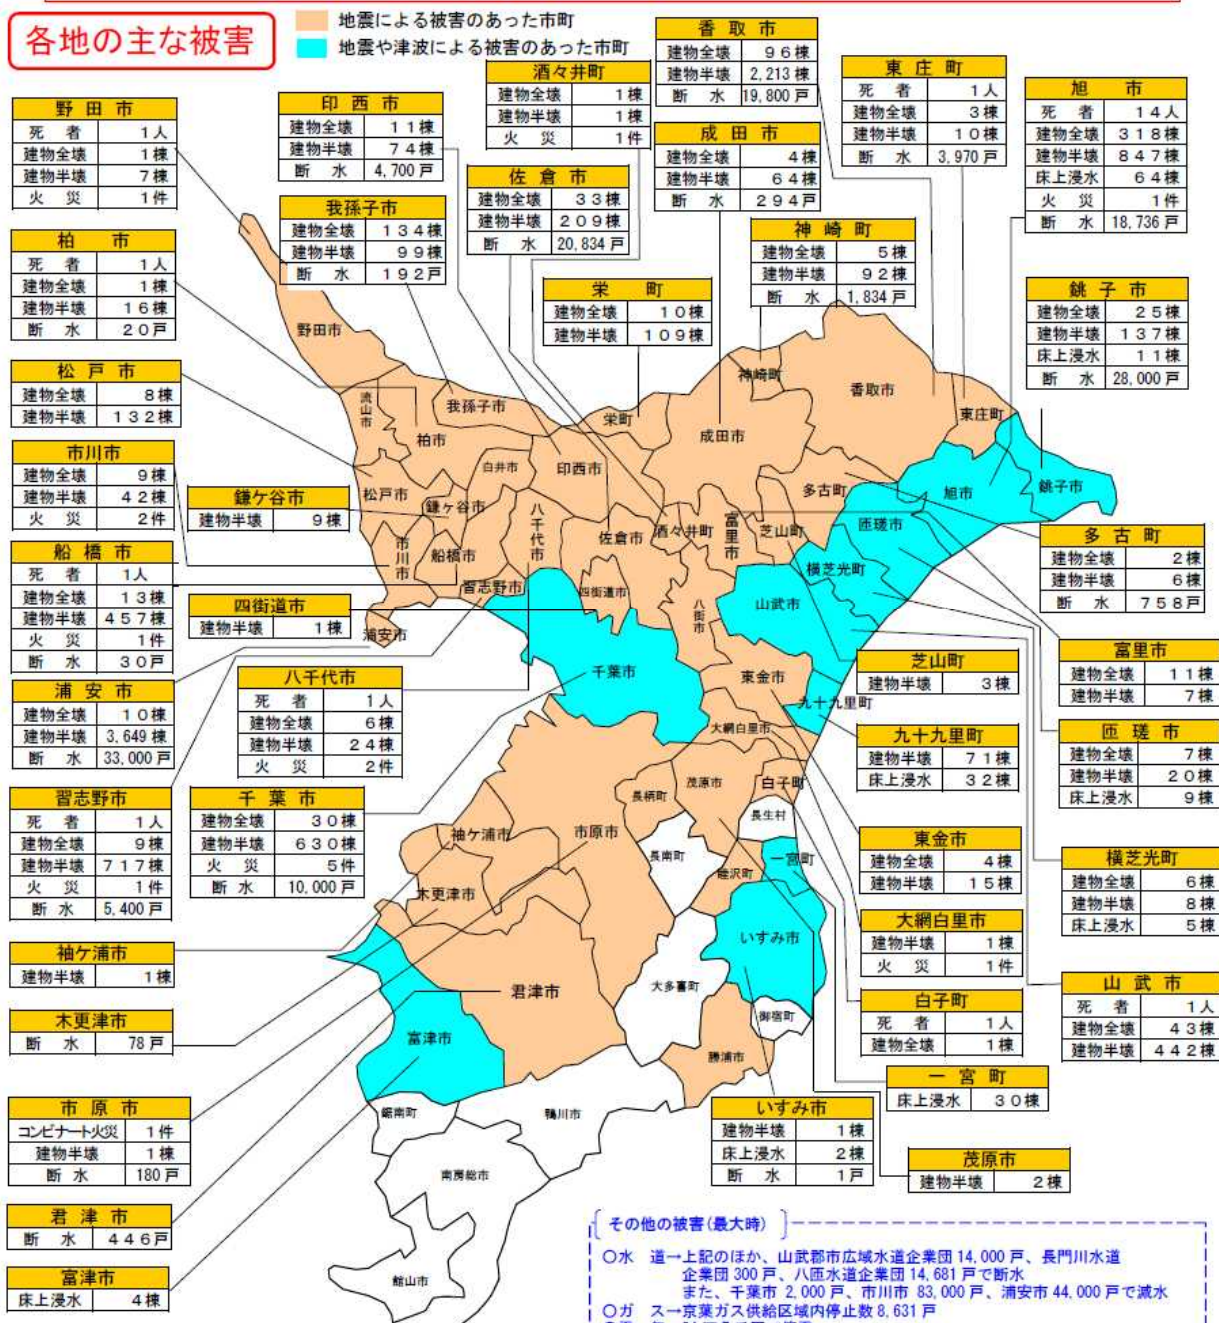 各地の主な被害
地震による被害のあった市町
地震や津波による被害のあった市町
香取市
建物全壊 96棟
建物半壊 2,213棟
断水 19,800戸
酒々井町
建物全壊 1棟
建物半壊 1棟
火災 1件
東庄町
死者 1人
建物全壊 3棟
建物半壊 10棟
断水 3,970戸
旭市
死者 14人
建物全壊 318棟
建物半壊 847棟
床上浸水 64棟
火災 1件
断水 18,736戸
野田市
死者 1人
建物全壊 1棟
建物半壊 7棟
火災 1件
印西市
建物全壊 11棟
建物半壊 74棟
断水 4,700戸
成田市
建物全壊 4棟
建物半壊 64棟
断水 294戸
佐倉市
建物全壊 33棟
建物半壊 209棟
断水 20,834戸
我孫子市
建物全壊 134棟
建物半壊 99棟
断水 192戸
神崎町
建物全壊 5棟
建物半壊 92棟
断水 1,834戸
柏市
死者 1人
建物全壊 1棟
建物半壊 16棟
断水 20戸
栄町
建物全壊 10棟
建物半壊 109棟
銚子市
建物全壊 25棟
建物半壊 137棟
床上浸水 11棟
断水 28,000戸
松戸市
建物全壊 8棟
建物半壊 132棟
市川市
建物全壊 9棟
建物半壊 42棟
火災 2件
鎌ケ谷市
建物半壊 9棟
船橋市
死者 1人
建物全壊 13棟
建物半壊 457棟
火災 1件
断水 30戸
四街道市
建物半壊 1棟
多古町
建物全壊 2棟
建物半壊 6棟
断水 758戸
富里市
建物全壊 11棟
建物半壊 7棟
芝山町
建物半壊 3棟
浦安市
建物全壊 10棟
建物半壊 3,649棟
断水 33,000戸
八千代市
死者 1人
建物全壊 6棟
建物半壊 24棟
火災 2件
九十九里町
建物半壊 71棟
床上浸水 32棟
匝瑳市
建物全壊 7棟
建物半壊 20棟
床上浸水 9棟
習志野市
死者 1人
建物全壊 9棟
建物半壊 717棟
火災 1件
断水 5,400戸
千葉市
建物全壊 30棟
建物半壊 630棟
火災 5件
断水 10,000戸
東金市
建物全壊 4棟
建物半壊 15棟
横芝光町
建物全壊 6棟
建物半壊 8棟
床上浸水 5棟
大網白里市
建物半壊 1棟
火災 1件
袖ケ浦市
建物半壊 1棟
山武市
死者 1人
建物全壊 43棟
建物半壊 442棟
白子町
死者 1人
建物全壊 1棟
木更津市
断水 78戸
一宮町
床上浸水 30棟
市原市
コンビナート火災 1件
建物半壊 1棟
断水 180戸
いすみ市
建物半壊 1棟
床上浸水 2棟
断水 1戸
茂原市
建物半壊 2棟
君津市
断水 446戸
富津市
床上浸水 4棟
野田市
流山市
柏市
我孫子市
白井市
印西市
栄町
成田市
神崎町
香取市
東庄町
銚子市
旭市
匝瑳市
多古町
松戸市
鎌ケ谷市
市川市
船橋市
習志野市
八千代市
佐倉市
酒々井町
富里市
芝山町
横芝光町
山武市
四街道市
八街市
浦安市
千葉市
東金市
九十九里町
大網白里市
白子町
茂原市
長柄町
長生村
長南町
一宮町
睦沢町
市原市
袖ケ浦市
木更津市
君津市
富津市
いすみ市
大多喜町
御宿町
勝浦市
鋸南町
鴨川市
南房総市
館山市
その他の被害(最大時)
○水 道→上記のほか、山武郡市広域水道企業団 14,000戸、長門川水道
企業団 300戸、八匝水道企業団 14,681戸で断水
また、千葉市 2,000戸、市川市 83,000戸、浦安市 44,000戸で減水
○ガ ス→京葉ガス供給区域内停止数 8,631戸